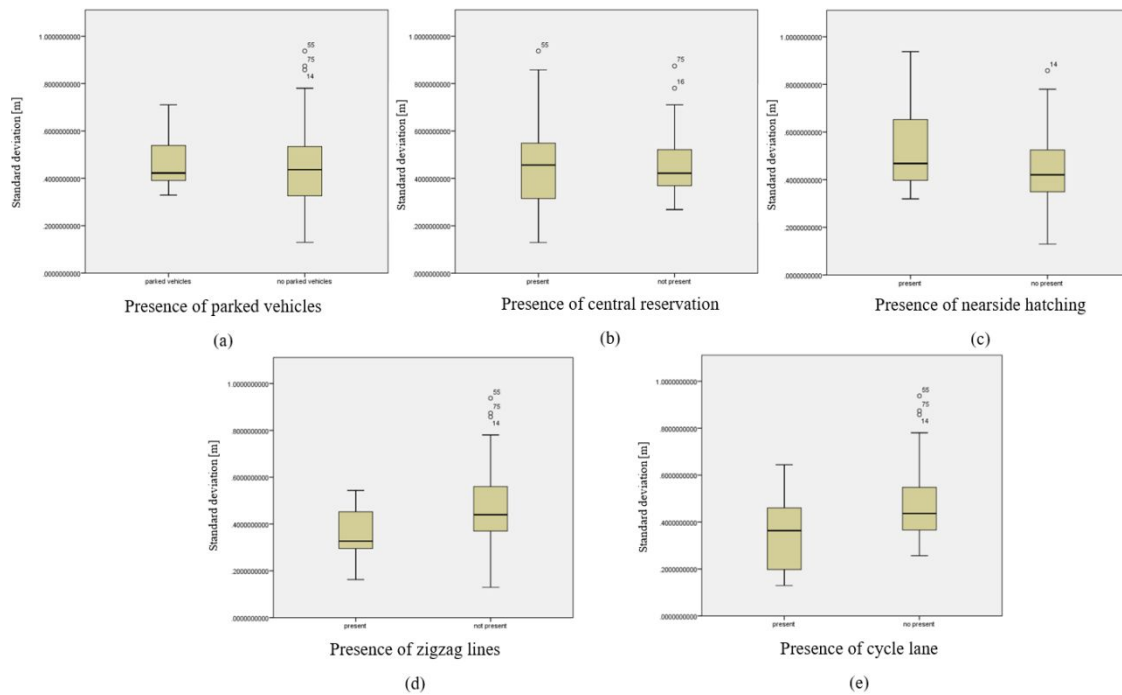 Standard deviation [m]
1.0000000000
.8000000000
.6000000000
.4000000000
.2000000000
.0000000000
55
75
14
parked vehicles
no parked vehicles
Presence of parked vehicles
(a)
Standard deviation [m]
1.0000000000
.8000000000
.6000000000
.4000000000
.2000000000
.0000000000
55
75
16
present
not present
Presence of central reservation
(b)
Standard deviation [m]
1.0000000000
.8000000000
.6000000000
.4000000000
.2000000000
.0000000000
14
present
no present
Presence of nearside hatching
(c)
Standard deviation [m]
1.0000000000
.8000000000
.6000000000
.4000000000
.2000000000
.0000000000
55
75
14
present
not present
Presence of zigzag lines
(d)
Standard deviation [m]
1.0000000000
.8000000000
.6000000000
.4000000000
.2000000000
.0000000000
55
75
14
present
no present
Presence of cycle lane
(e)